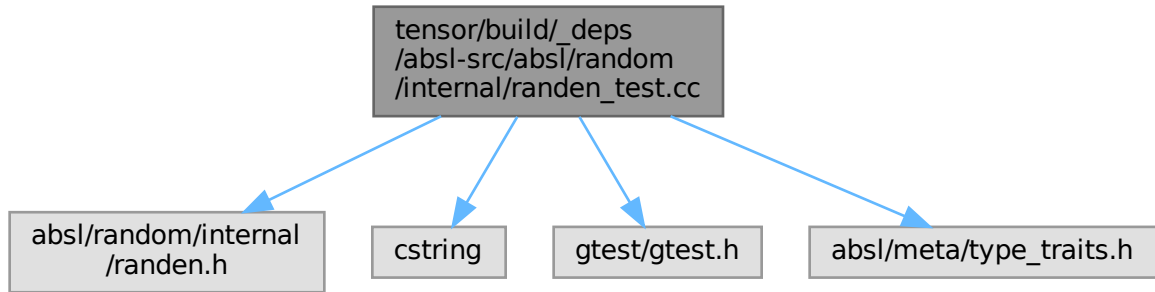 tensor/build/_deps
/absl-src/absl/random
/internal/randen_test.cc
absl/random/internal
/randen.h
cstring
gtest/gtest.h
absl/meta/type_traits.h